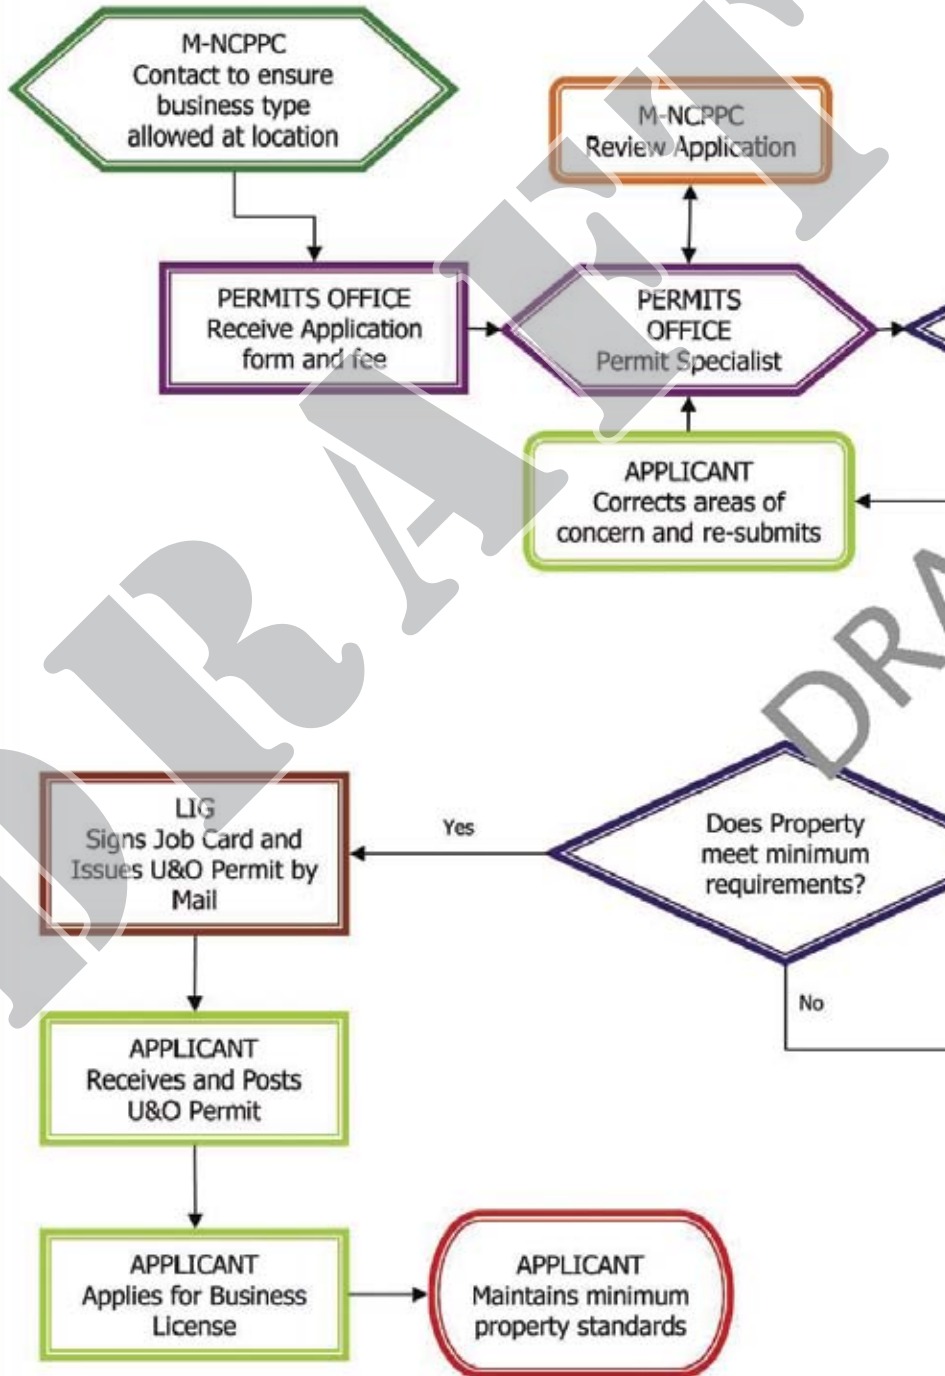 M-NCPPC
Contact to ensure
business type
allowed at location
M-NCPPC
Review Application
PERMITS OFFICE
Receive Application
form and fee
PERMITS
OFFICE
Permit Specialist
APPLICANT
Corrects areas of
concern and re-submits
DRAFT
DRA
LIG
Signs Job Card and
Issues U&O Permit by
Mail
Yes
Does Property
meet minimum
requirements?
No
APPLICANT
Receives and Posts
U&O Permit
APPLICANT
Applies for Business
License
APPLICANT
Maintains minimum
property standards